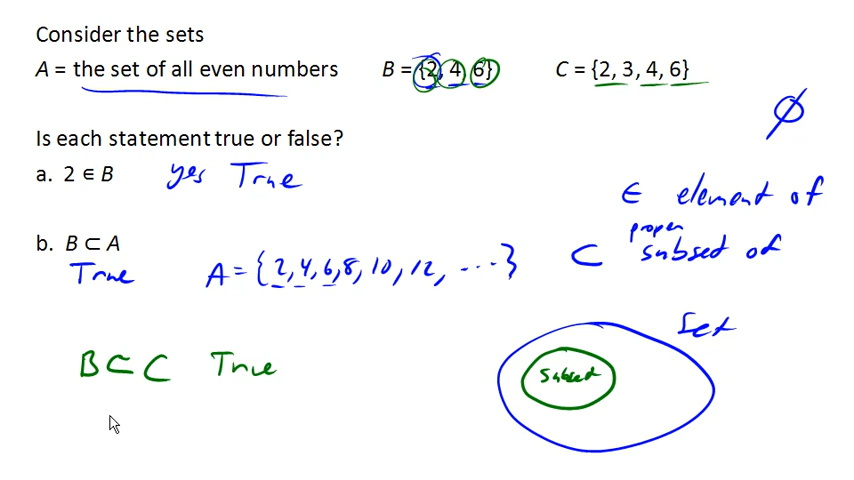 Consider the sets
A = the set of all even numbers B = {2, 4, 6} C = {2, 3, 4, 6}
∅
Is each statement true or false?
a. 2 ∈ B yes True
∈ element of
proper
b. B ⊂ A ⊂ subset of
True A = {2, 4, 6, 8, 10, 12, ...}
Set
B ⊂ C True
Subset